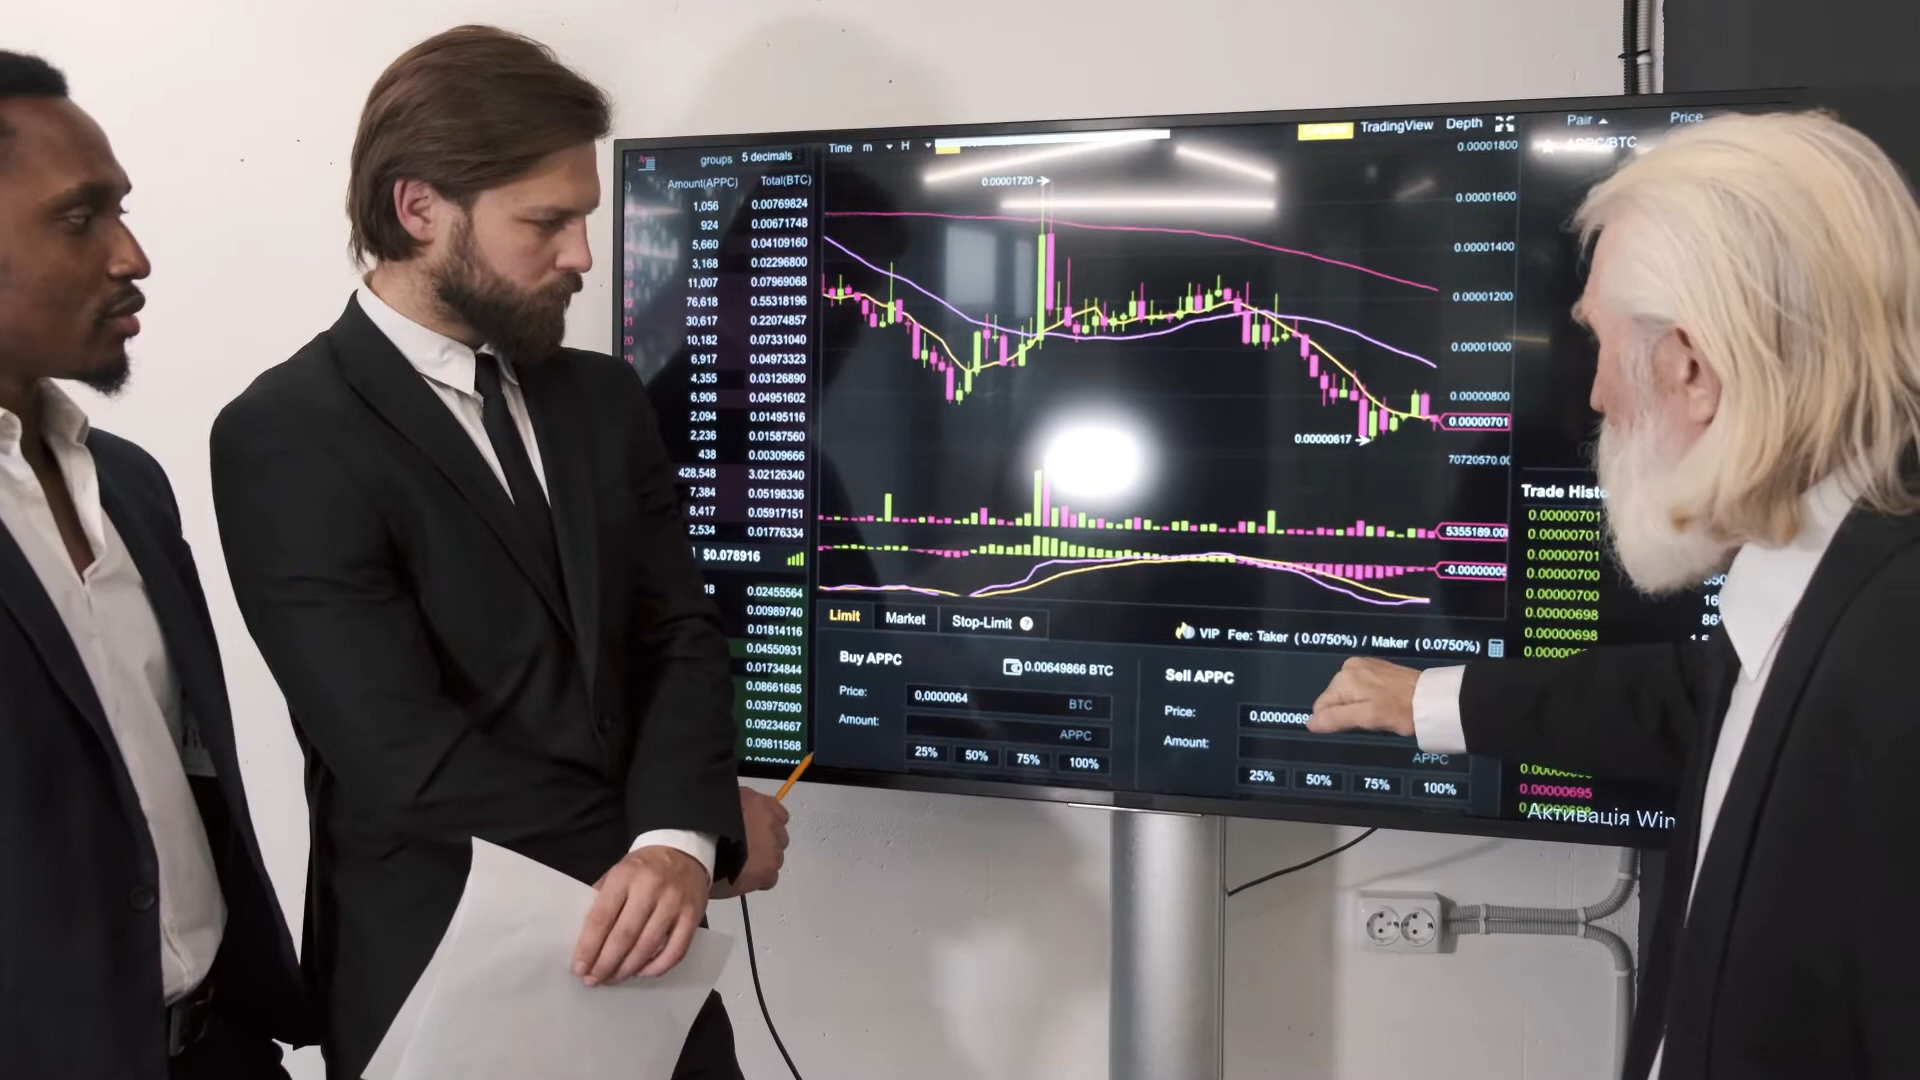 groups 5 decimals
Amount(APPC) Total(BTC)
1,056 0.00769824
924 0.00671748
5,660 0.04109160
3,168 0.02296800
11,007 0.07969068
76,618 0.55318196
30,617 0.22074857
10,182 0.07331040
6,917 0.04973323
4,355 0.03126890
6,906 0.04951602
2,094 0.01495116
2,236 0.01587560
438 0.00309666
428,548 3.02126340
7,384 0.05198336
8,417 0.05917151
2,534 0.01776334
$0.078916
18 0.02455564
0.00989740
0.01814116
0.04550931
0.01734844
0.08661685
0.03975090
0.09234667
0.09811568
Time m H
TradingView Depth
0.00001800
0.00001720
0.00001600
0.00001400
0.00001200
0.00001000
0.00000800
0.00000701
0.00000617
70720570.00
5355189.00
-0.00000005
Limit Market Stop-Limit ?
VIP Fee: Taker ( 0.0750%) / Maker ( 0.0750%)
Buy APPC 0.00649866 BTC
Price: 0,0000064 BTC
Amount: APPC
25% 50% 75% 100%
Sell APPC
Price: 0,0000069
Amount: APPC
25% 50% 75% 100%
Pair Price
APPC/BTC
Trade Histo
0.00000701
0.00000701
0.00000701
0.00000700
0.00000700
0.00000698
0.00000698
0.00000695
Активація Win